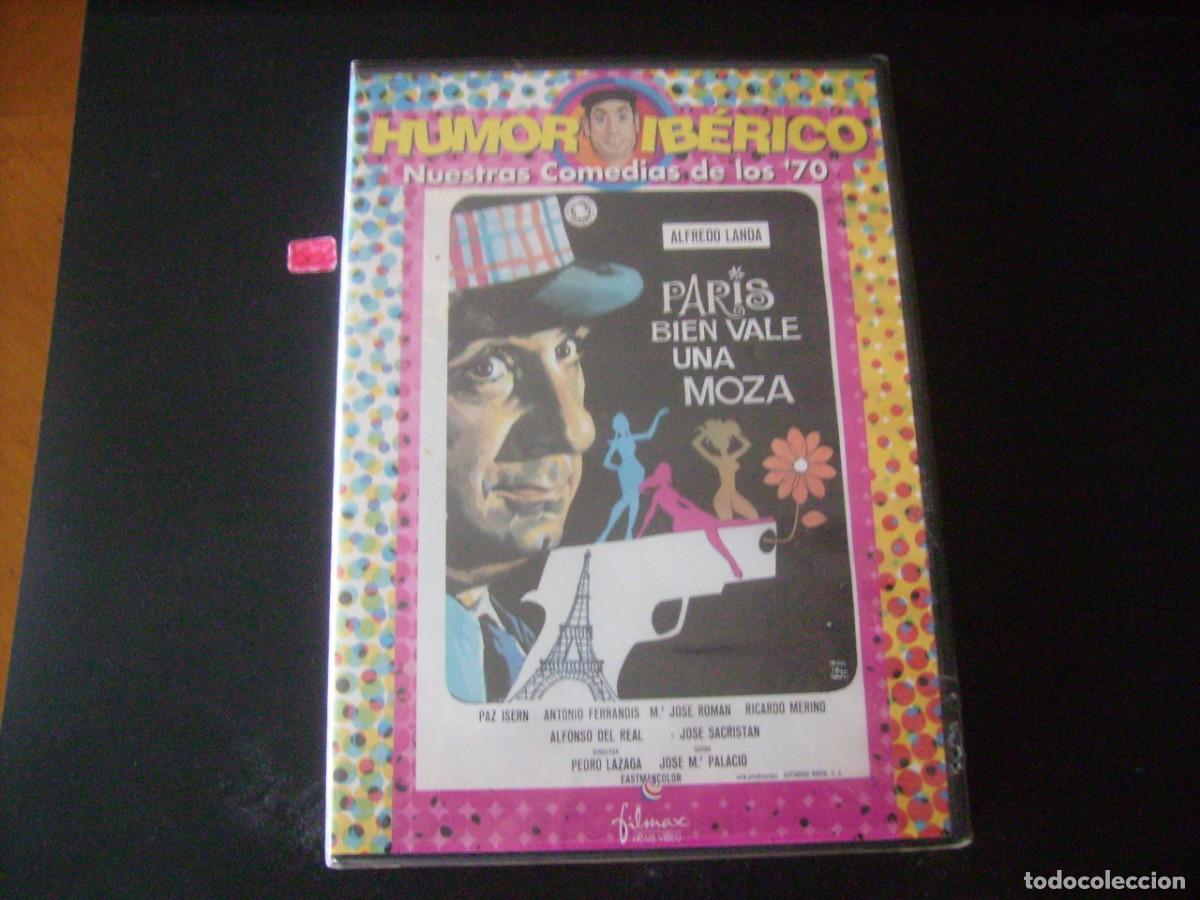 HUMOR IBÉRICO
Nuestras Comedias de los '70
ALFREDO LANDA
PARIS
BIEN VALE
UNA
MOZA
PAZ ISERN ANTONIO FERRANDIS Mª JOSE ROMAN RICARDO MERINO
ALFONSO DEL REAL y JOSE SACRISTAN
DIRECTOR GUION
PEDRO LAZAGA JOSE Mª PALACIO
EASTMANCOLOR
filmax
HOME VIDEO
todocoleccion